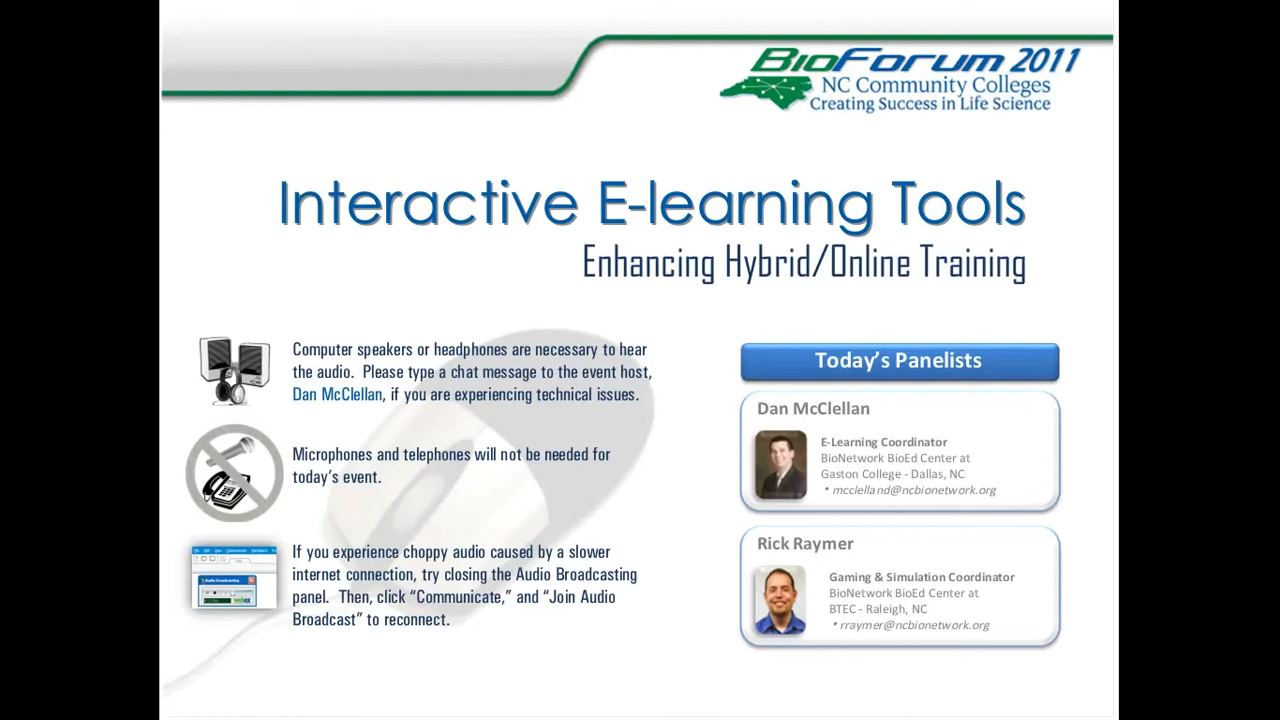 BioForum 2011
NC Community Colleges
Creating Success in Life Science
Interactive E-learning Tools
Enhancing Hybrid/Online Training
Computer speakers or headphones are necessary to hear
the audio. Please type a chat message to the event host,
Dan McClellan, if you are experiencing technical issues.
Microphones and telephones will not be needed for
today's event.
If you experience choppy audio caused by a slower
internet connection, try closing the Audio Broadcasting
panel. Then, click “Communicate,” and “Join Audio
Broadcast” to reconnect.
Today's Panelists
Dan McClellan
E-Learning Coordinator
BioNetwork BioEd Center at
Gaston College - Dallas, NC
* mcclelland@ncbionetwork.org
Rick Raymer
Gaming & Simulation Coordinator
BioNetwork BioEd Center at
BTEC - Raleigh, NC
* rraymer@ncbionetwork.org